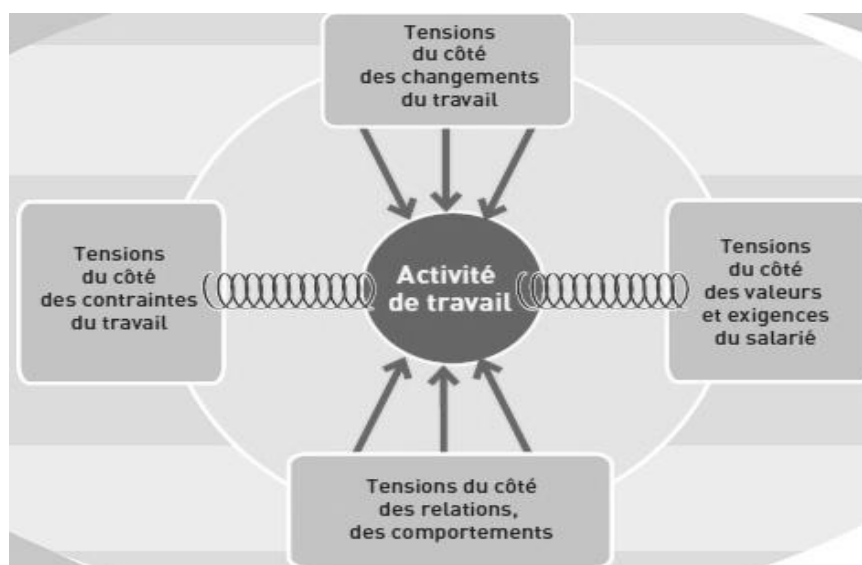 Tensions
du côté
des changements
du travail
Tensions
du côté
des contraintes
du travail
Activité
de travail
Tensions
du côté
des valeurs
et exigences
du salarié
Tensions du côté
des relations,
des comportements